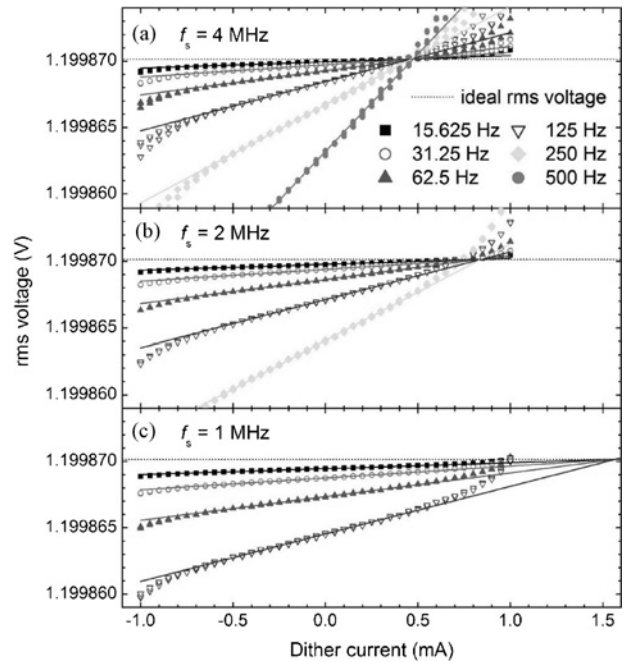 (a) fs = 4 MHz
1.199870
ideal rms voltage
15.625 Hz 125 Hz
1.199865
31.25 Hz 250 Hz
62.5 Hz 500 Hz
1.199860
(b) fs = 2 MHz
1.199870
rms voltage (V)
1.199865
1.199860
(c) fs = 1 MHz
1.199870
1.199865
1.199860
-1.0 -0.5 0.0 0.5 1.0 1.5
Dither current (mA)